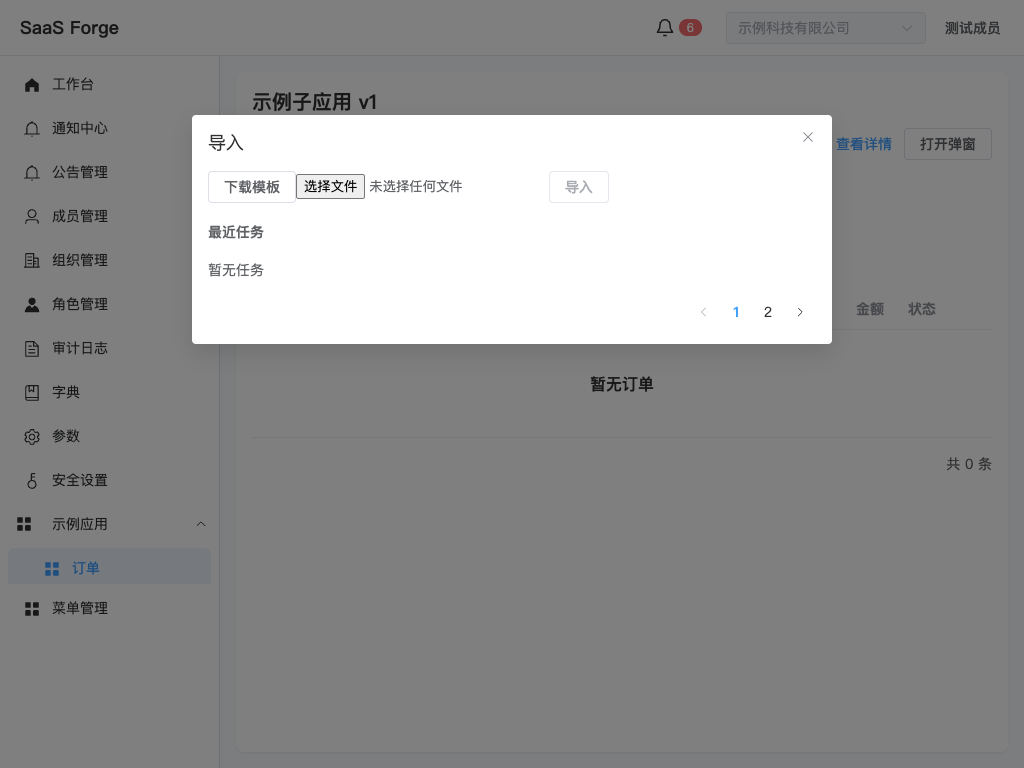 SaaS Forge
6
示例科技有限公司
测试成员
工作台
通知中心
公告管理
成员管理
组织管理
角色管理
审计日志
字典
参数
安全设置
示例应用
订单
菜单管理
示例子应用 v1
查看详情
打开弹窗
导入
下载模板
选择文件 未选择任何文件
导入
最近任务
暂无任务
1 2
金额 状态
暂无订单
共 0 条